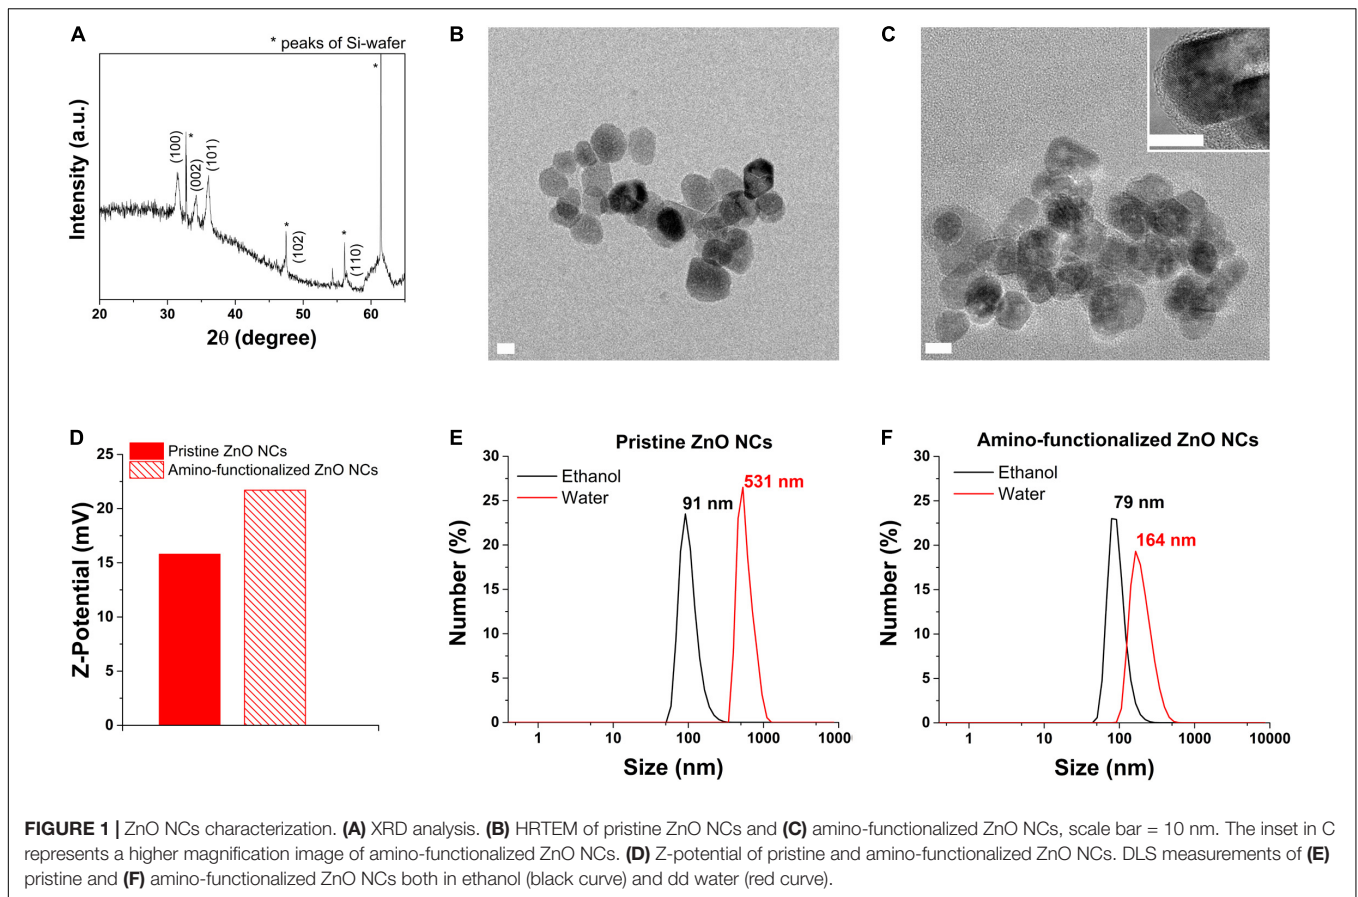 A
* peaks of Si-wafer
Intensity (a.u.)
(100)
*
(002)
(101)
*
(102)
*
(110)
*
20 30 40 50 60
2θ (degree)
B
C
D
Pristine ZnO NCs
Amino-functionalized ZnO NCs
Z-Potential (mV)
25
20
15
10
5
0
E
Pristine ZnO NCs
Ethanol
Water
91 nm
531 nm
Number (%)
30
25
20
15
10
5
0
1 10 100 1000 1000
Size (nm)
F
Amino-functionalized ZnO NCs
Ethanol
Water
79 nm
164 nm
Number (%)
30
25
20
15
10
5
0
1 10 100 1000 10000
Size (nm)
FIGURE 1 | ZnO NCs characterization. (A) XRD analysis. (B) HRTEM of pristine ZnO NCs and (C) amino-functionalized ZnO NCs, scale bar = 10 nm. The inset in C
represents a higher magnification image of amino-functionalized ZnO NCs. (D) Z-potential of pristine and amino-functionalized ZnO NCs. DLS measurements of (E)
pristine and (F) amino-functionalized ZnO NCs both in ethanol (black curve) and dd water (red curve).